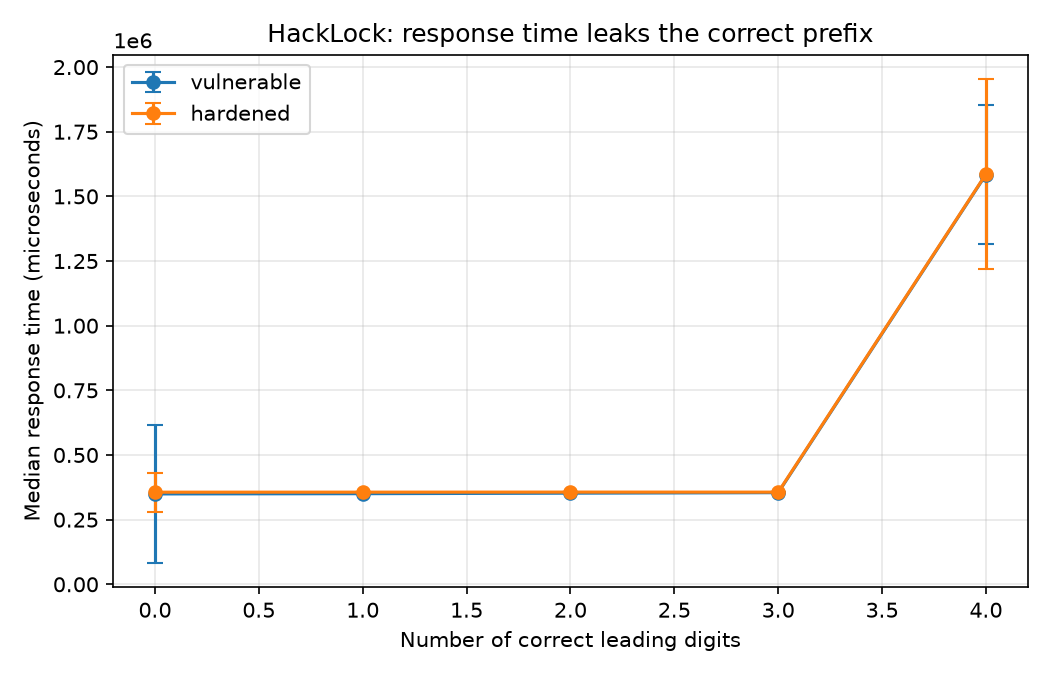 HackLock: response time leaks the correct prefix
1e6
2.00
1.75
1.50
1.25
1.00
0.75
0.50
0.25
0.00
vulnerable
hardened
Median response time (microseconds)
0.0 0.5 1.0 1.5 2.0 2.5 3.0 3.5 4.0
Number of correct leading digits